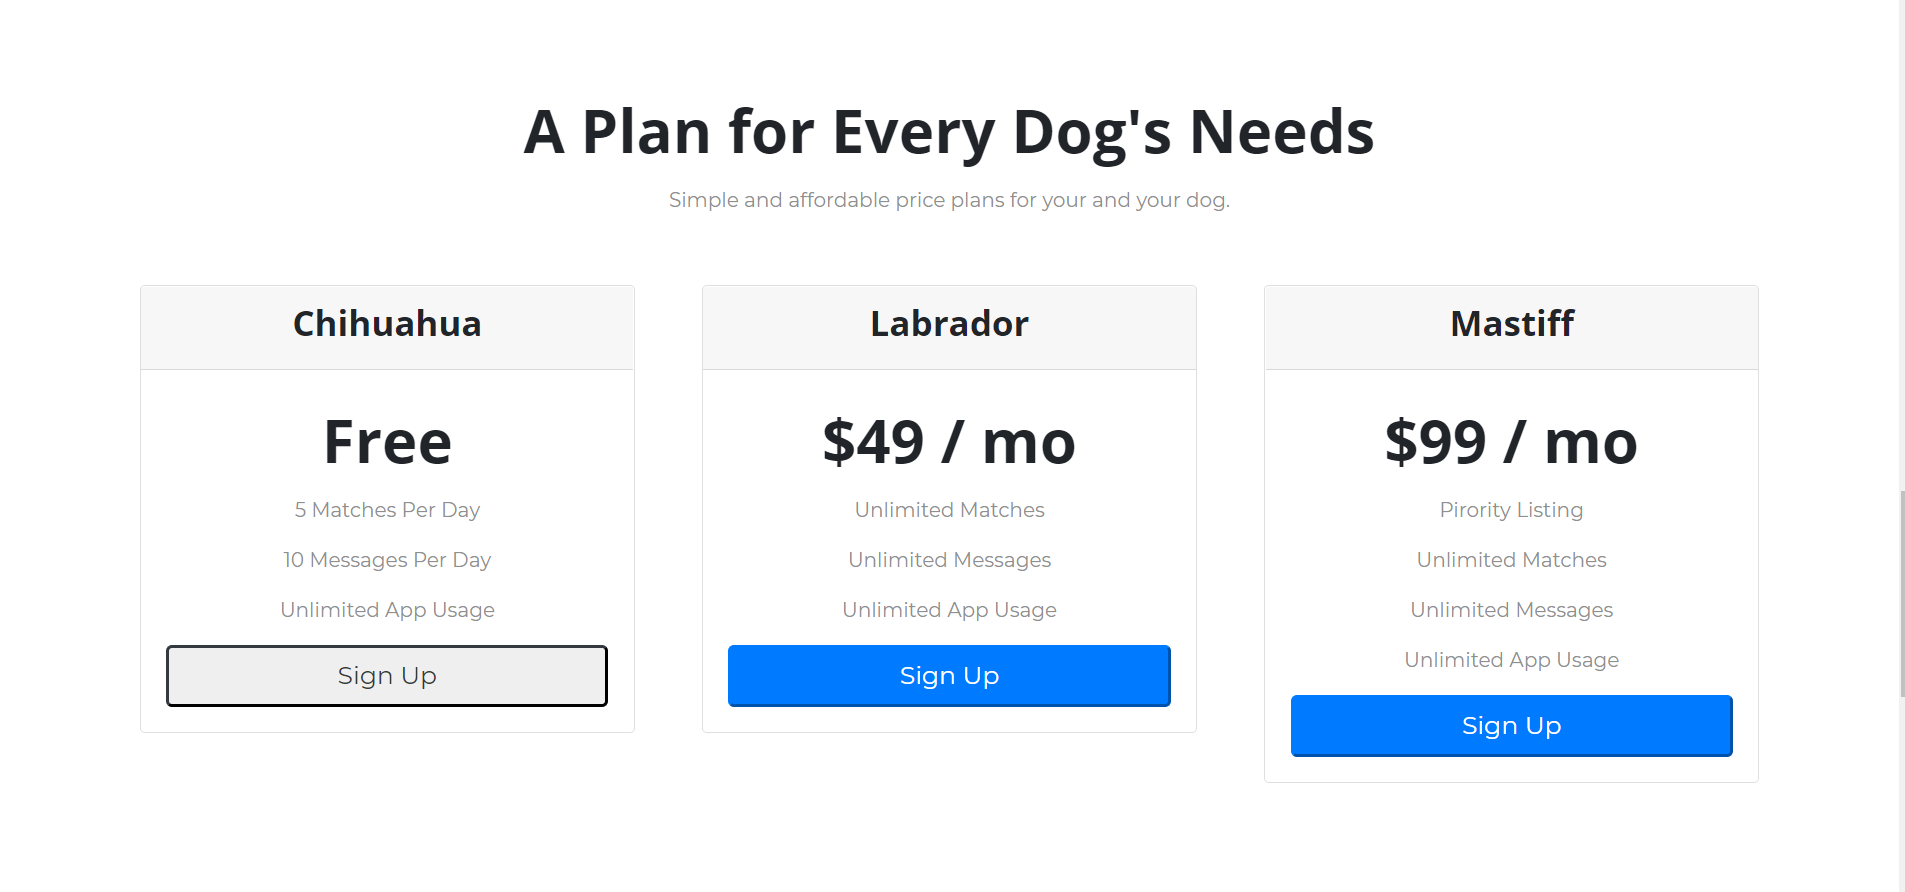 A Plan for Every Dog's Needs
Simple and affordable price plans for your and your dog.
Chihuahua
Free
5 Matches Per Day
10 Messages Per Day
Unlimited App Usage
Sign Up
Labrador
$49 / mo
Unlimited Matches
Unlimited Messages
Unlimited App Usage
Sign Up
Mastiff
$99 / mo
Pirority Listing
Unlimited Matches
Unlimited Messages
Unlimited App Usage
Sign Up